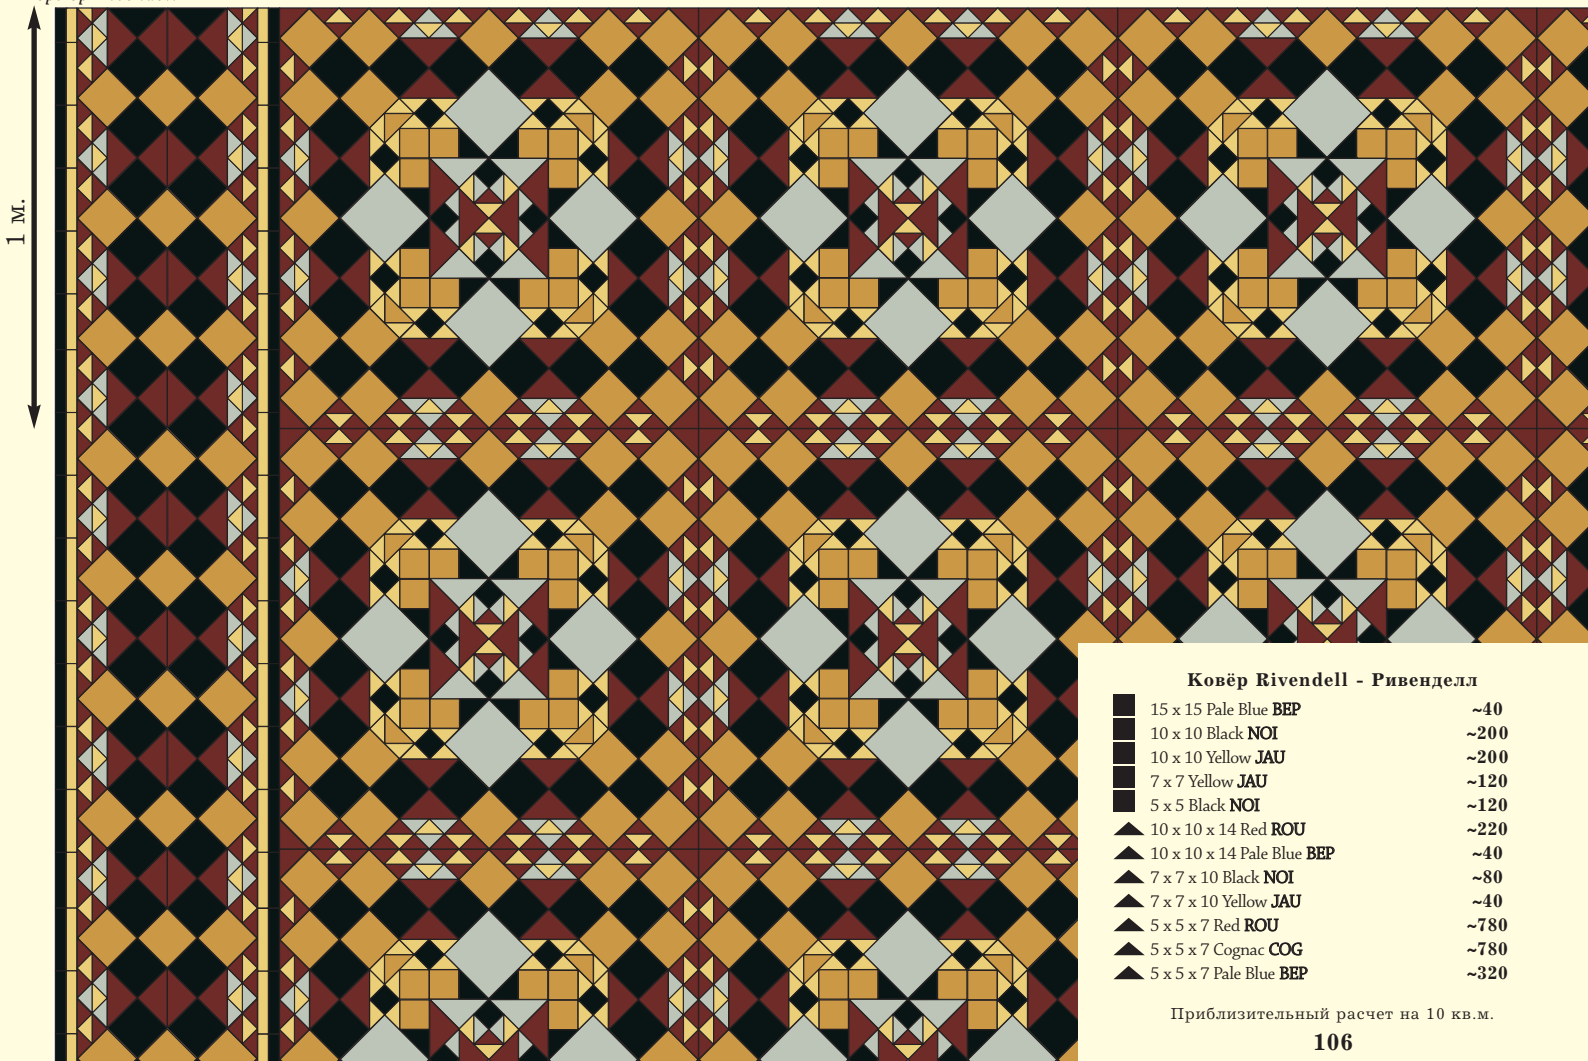 1 м.
Ковёр Rivendell - Ривенделл
15 x 15 Pale Blue BEP ~40
10 x 10 Black NOI ~200
10 x 10 Yellow JAU ~200
7 x 7 Yellow JAU ~120
5 x 5 Black NOI ~120
10 x 10 x 14 Red ROU ~220
10 x 10 x 14 Pale Blue BEP ~40
7 x 7 x 10 Black NOI ~80
7 x 7 x 10 Yellow JAU ~40
5 x 5 x 7 Red ROU ~780
5 x 5 x 7 Cognac COG ~780
5 x 5 x 7 Pale Blue BEP ~320
Приблизительный расчет на 10 кв.м.
106